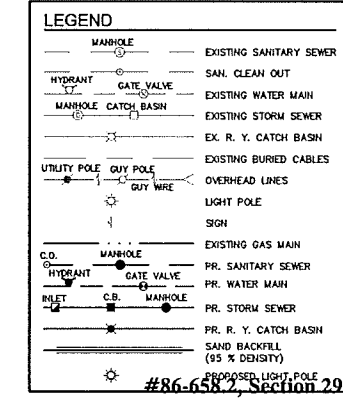 LEGEND
MANHOLE
EXISTING SANITARY SEWER
SAN. CLEAN OUT
HYDRANT GATE VALVE
EXISTING WATER MAIN
MANHOLE CATCH BASIN
EXISTING STORM SEWER
EX. R. Y. CATCH BASIN
EXISTING BURIED CABLES
UTILITY POLE GUY POLE
OVERHEAD LINES
GUY WIRE
LIGHT POLE
SIGN
EXISTING GAS MAIN
C.O. MANHOLE
PR. SANITARY SEWER
HYDRANT GATE VALVE
PR. WATER MAIN
INLET C.B. MANHOLE
PR. STORM SEWER
PR. R. Y. CATCH BASIN
SAND BACKFILL
(95 % DENSITY)
PROPOSED LIGHT POLE
#86-658.2, Section 29